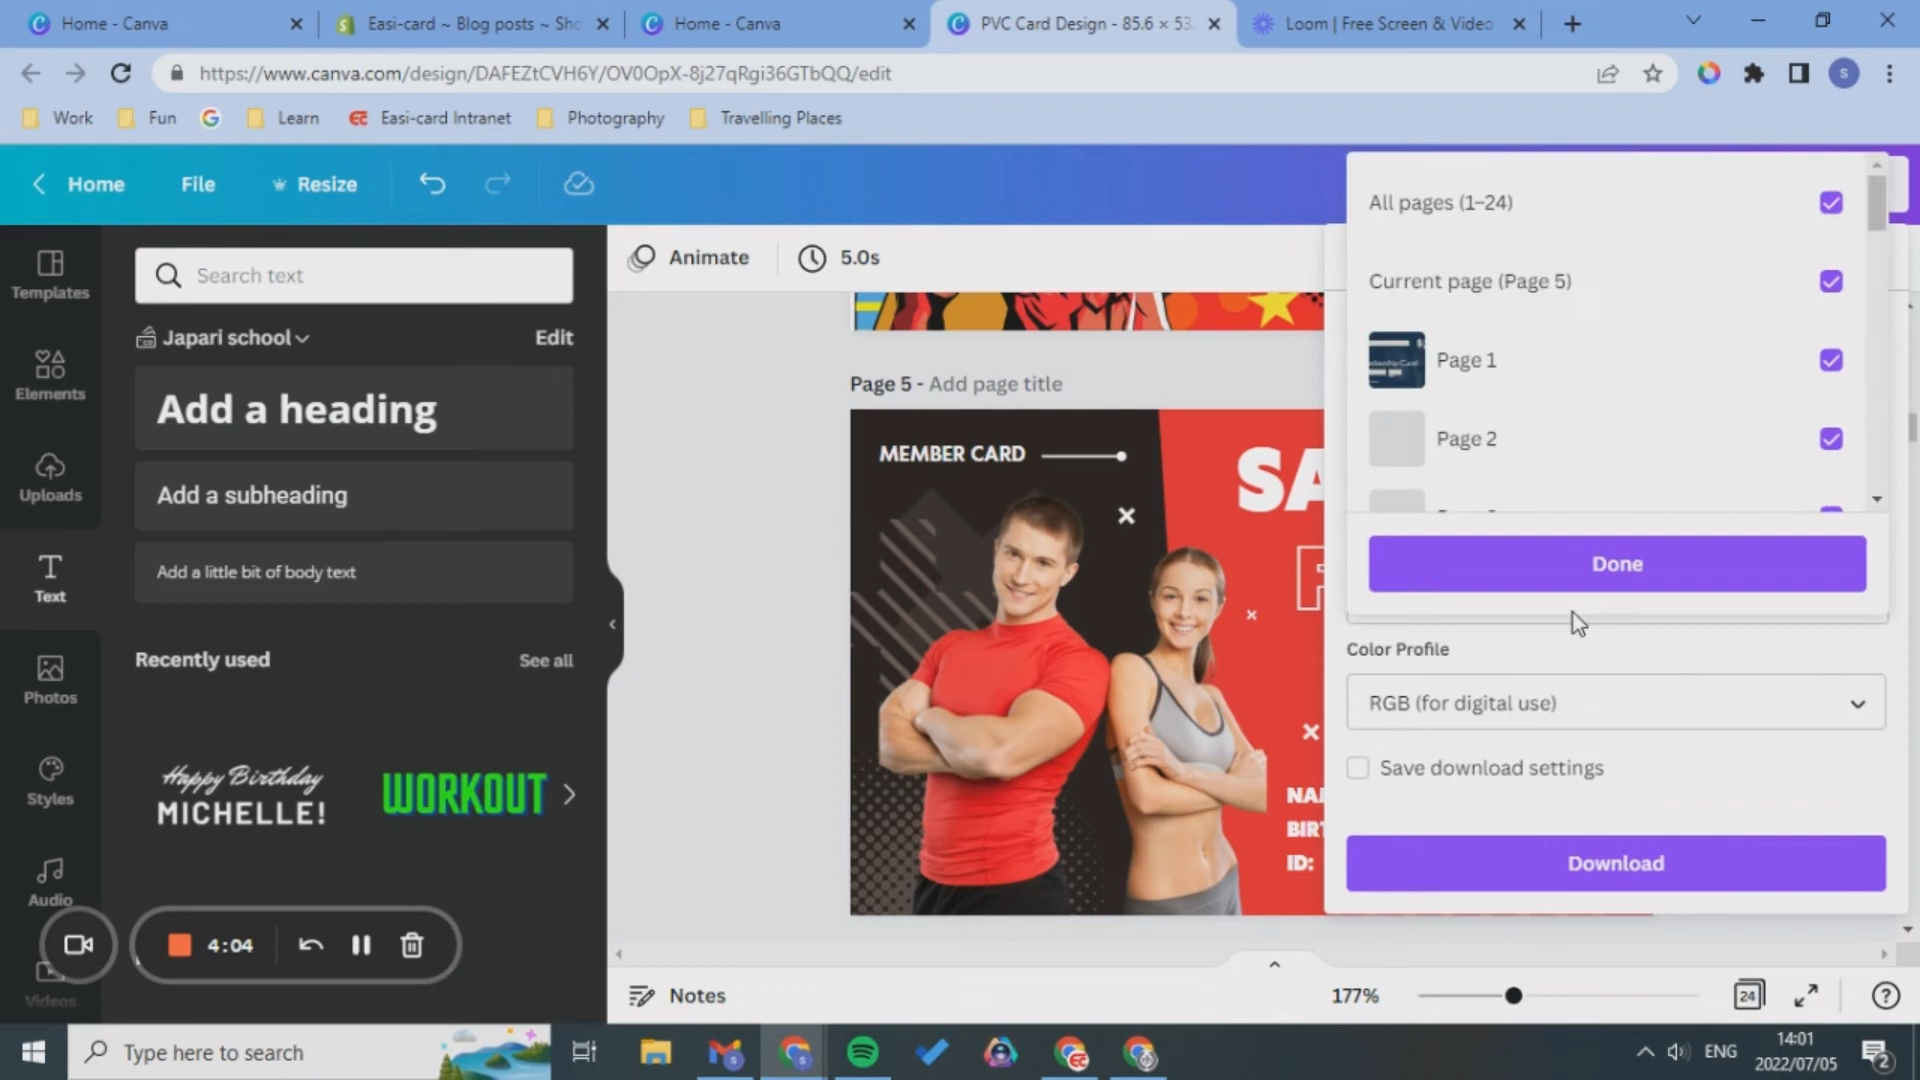 Home - Canva
Easi-card ~ Blog posts ~ Sho
Home - Canva
PVC Card Design - 85.6 × 53.
Loom | Free Screen & Video
https://www.canva.com/design/DAFEZtCVH6Y/OV0OpX-8j27qRgi36GTbQQ/edit
S
Work
Fun
Learn
EC Easi-card Intranet
Photography
Travelling Places
Home
File
Resize
Templates
Elements
Uploads
Text
Photos
Styles
Audio
Videos
Search text
Japari school
Edit
Add a heading
Add a subheading
Add a little bit of body text
Recently used
See all
Happy Birthday
MICHELLE!
WORKOUT
4:04
Animate
5.0s
Page 5 - Add page title
MEMBER CARD
SA
F
NA
BIRT
ID:
All pages (1–24)
Current page (Page 5)
Page 1
Page 2
Done
Color Profile
RGB (for digital use)
Save download settings
Download
Notes
177%
24
Type here to search
ENG
14:01
2022/07/05
2